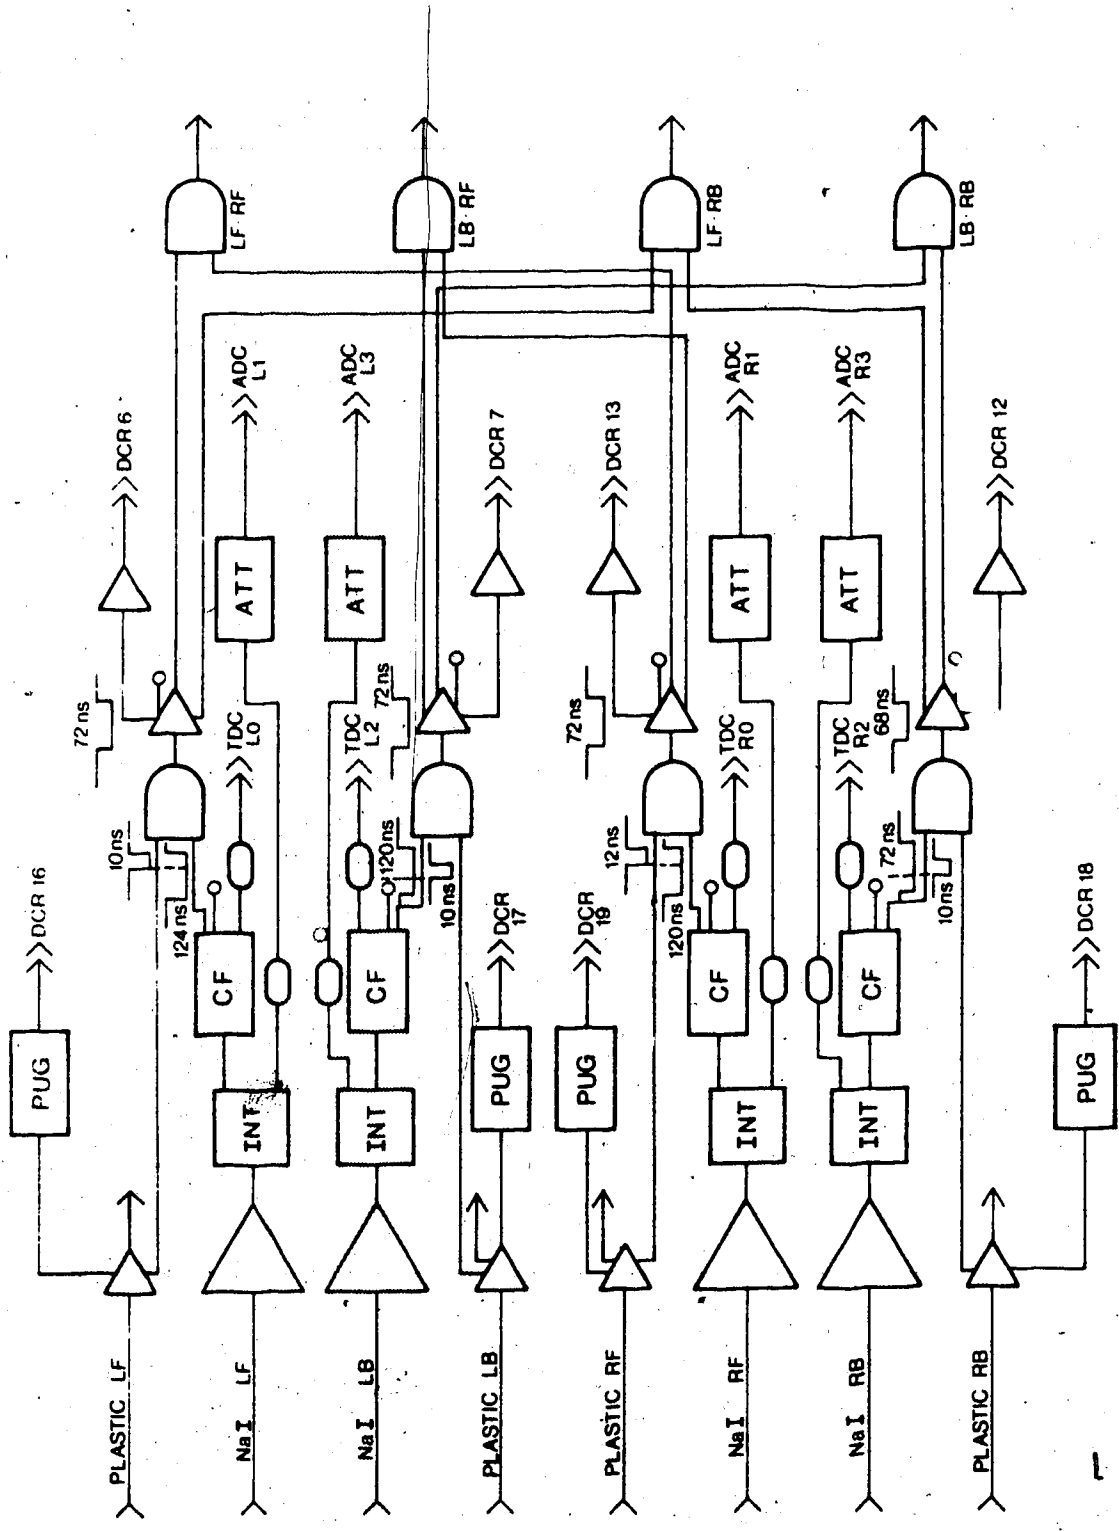 PLASTIC LF
PUG
DCR 16
10ns
124ns
72ns
DCR 6
LF·RF
NaI LF
INT
CF
TDC
L0
ATT
ADC
L1
NaI LB
INT
CF
TDC
L2
ATT
ADC
L3
120ns
10ns
72ns
LB·RF
PLASTIC LB
PUG
DCR
17
DCR 7
PLASTIC RF
PUG
DCR
19
12ns
120ns
72ns
DCR 13
LF·RB
NaI RF
INT
CF
TDC
R0
ATT
ADC
R1
NaI RB
INT
CF
TDC
R2
ATT
ADC
R3
72ns
10ns
68ns
LB·RB
PLASTIC RB
PUG
DCR 18
DCR 12